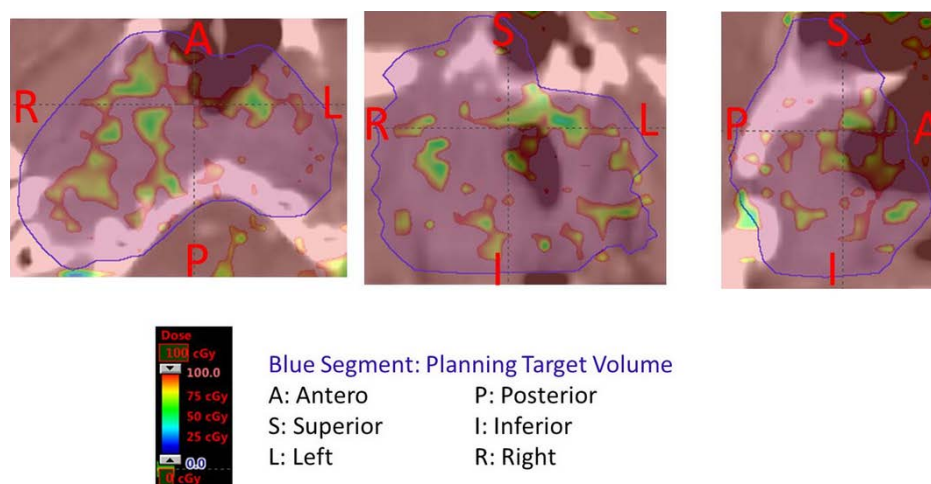 A
R
L
P
S
R
L
I
S
P
A
I
Dose
100 cGy
100.0
75 cGy
50 cGy
25 cGy
0.0
0 cGy
Blue Segment: Planning Target Volume
A: Antero P: Posterior
S: Superior I: Inferior
L: Left R: Right